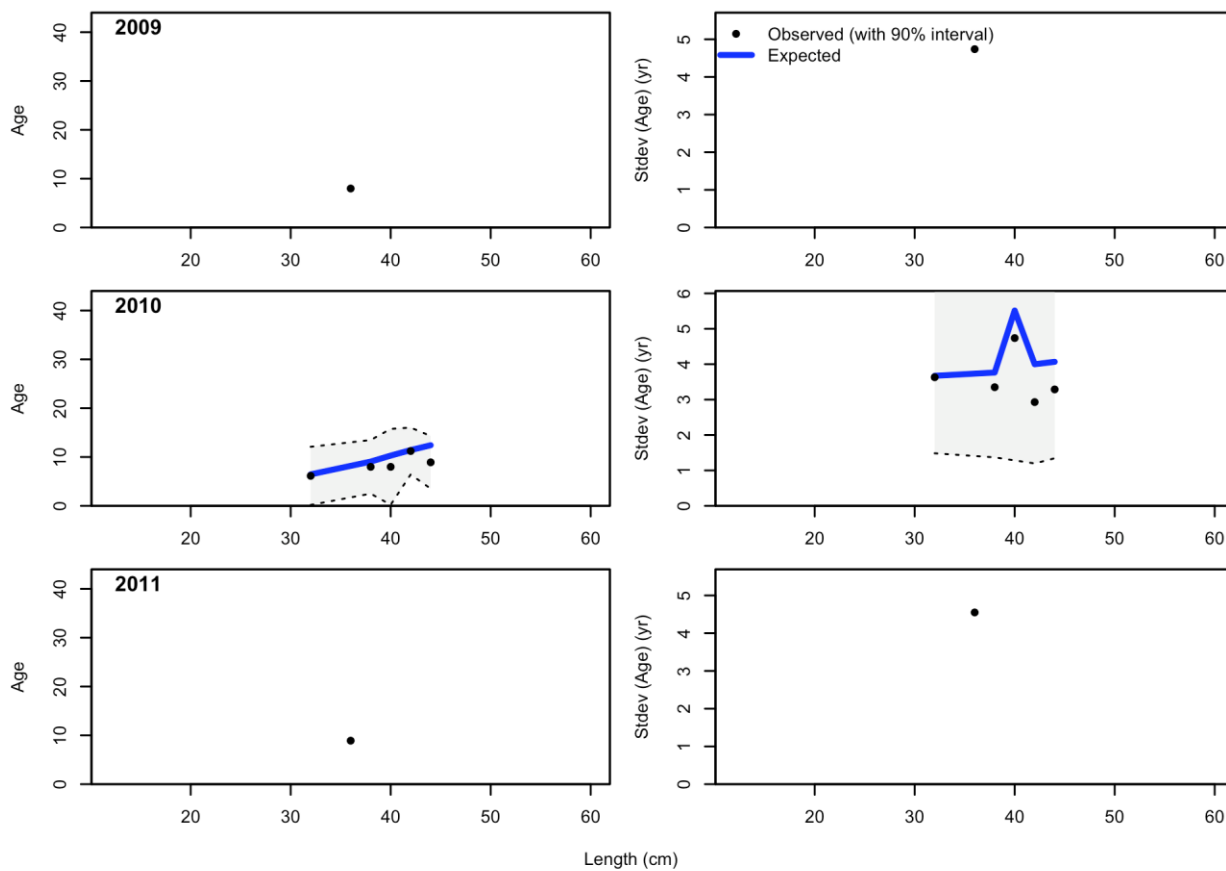 2009
Age
0 10 20 30 40
20 30 40 50 60
Stdev (Age) (yr)
0 1 2 3 4 5
Observed (with 90% interval)
Expected
20 30 40 50 60
2010
Age
0 10 20 30 40
20 30 40 50 60
Stdev (Age) (yr)
0 1 2 3 4 5 6
20 30 40 50 60
2011
Age
0 10 20 30 40
20 30 40 50 60
Stdev (Age) (yr)
0 1 2 3 4 5
20 30 40 50 60
Length (cm)